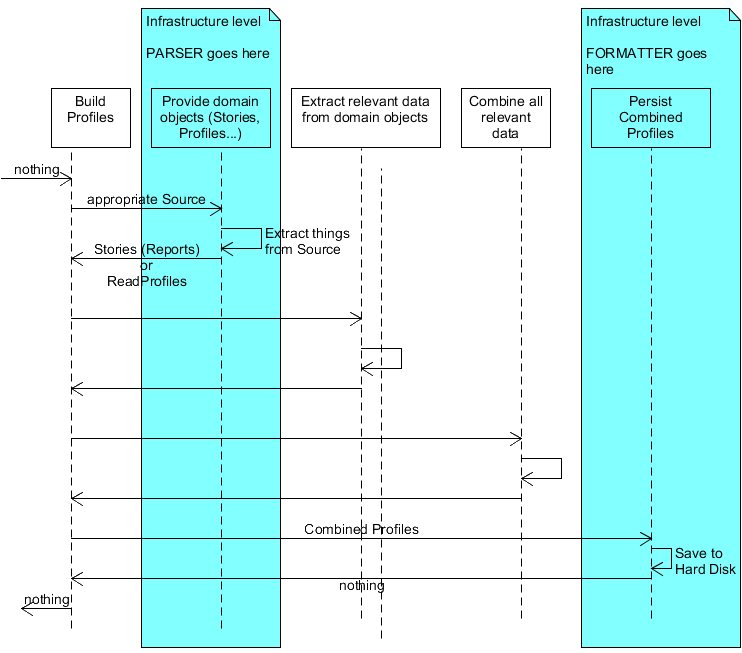 Infrastructure level
PARSER goes here
Infrastructure level
FORMATTER goes
here
Build
Profiles
Provide domain
objects (Stories,
Profiles...)
Extract relevant data
from domain objects
Combine all
relevant
data
Persist
Combined
Profiles
nothing
appropriate Source
Extract things
from Source
Stories (Reports)
or
ReadProfiles
Combined Profiles
Save to
Hard Disk
nothing
nothing